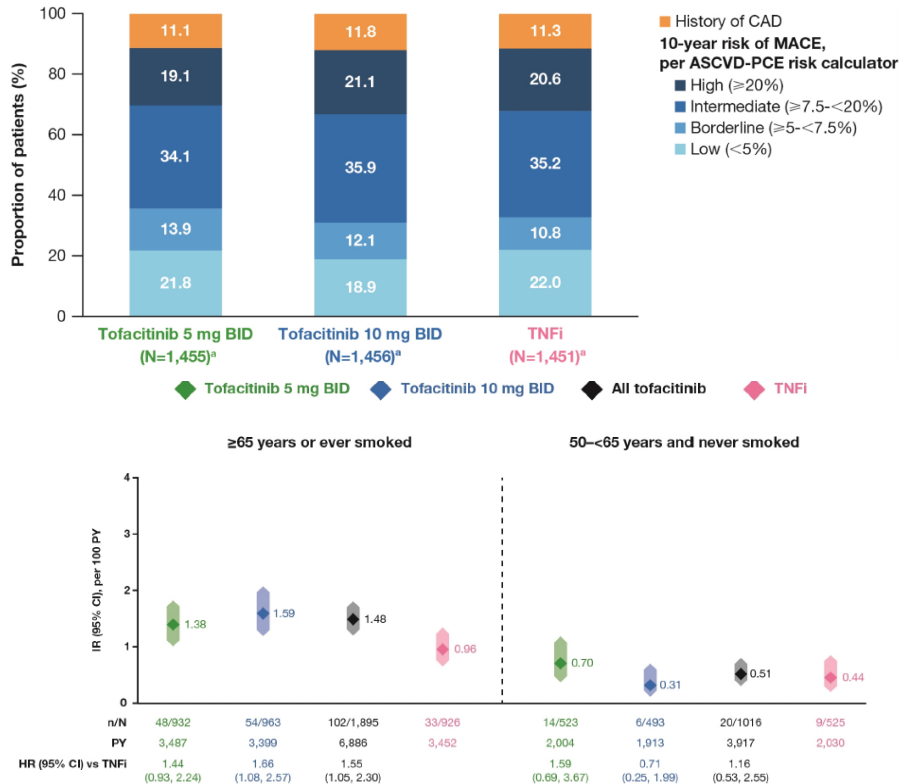 Proportion of patients (%)
100
80
60
40
20
0
11.1
19.1
34.1
13.9
21.8
11.8
21.1
35.9
12.1
18.9
11.3
20.6
35.2
10.8
22.0
Tofacitinib 5 mg BID
(N=1,455)ᵃ
Tofacitinib 10 mg BID
(N=1,456)ᵃ
TNFi
(N=1,451)ᵃ
History of CAD
10-year risk of MACE,
per ASCVD-PCE risk calculator
High (≥20%)
Intermediate (≥7.5-<20%)
Borderline (≥5-<7.5%)
Low (<5%)
Tofacitinib 5 mg BID Tofacitinib 10 mg BID All tofacitinib TNFi
≥65 years or ever smoked 50–<65 years and never smoked
IR (95% CI), per 100 PY
4
3
2
1
0
1.38
1.59
1.48
0.96
0.70
0.31
0.51
0.44
n/N 48/932 54/963 102/1,895 33/926 14/523 6/493 20/1016 9/525
PY 3,487 3,399 6,886 3,452 2,004 1,913 3,917 2,030
HR (95% CI) vs TNFi 1.44 1.66 1.55 1.59 0.71 1.16
(0.93, 2.24) (1.08, 2.57) (1.05, 2.30) (0.69, 3.67) (0.25, 1.99) (0.53, 2.55)